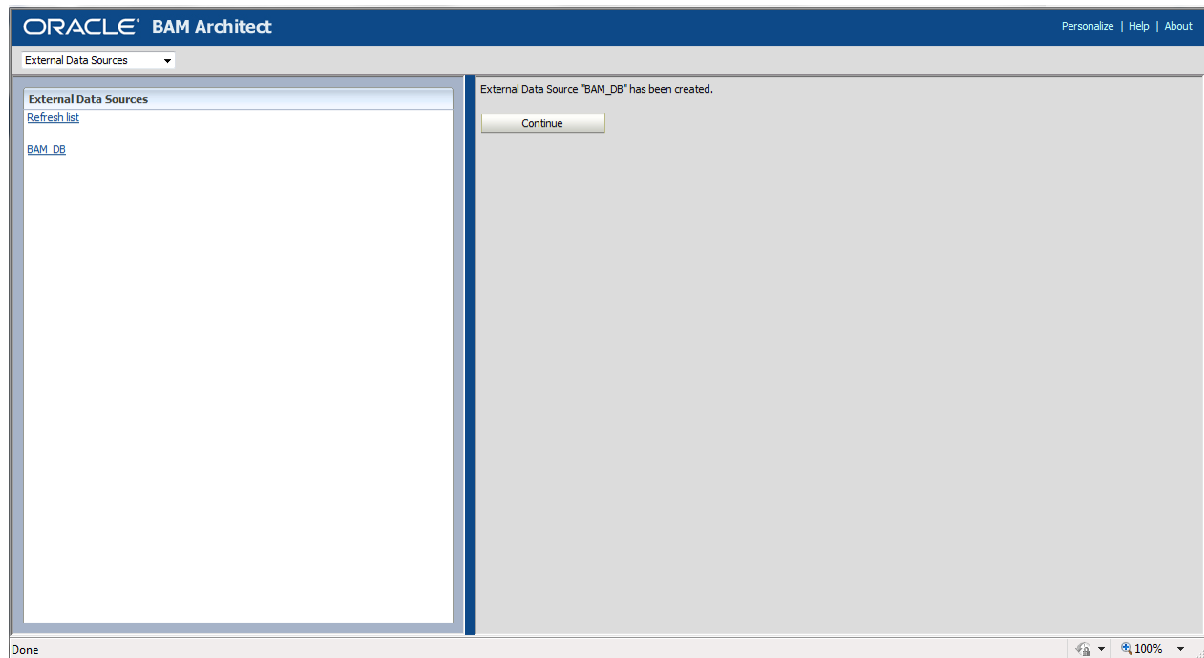 ORACLE BAM Architect
Personalize | Help | About
External Data Sources
External Data Sources
Refresh list
BAM_DB
External Data Source "BAM_DB" has been created.
Continue
Done
100%